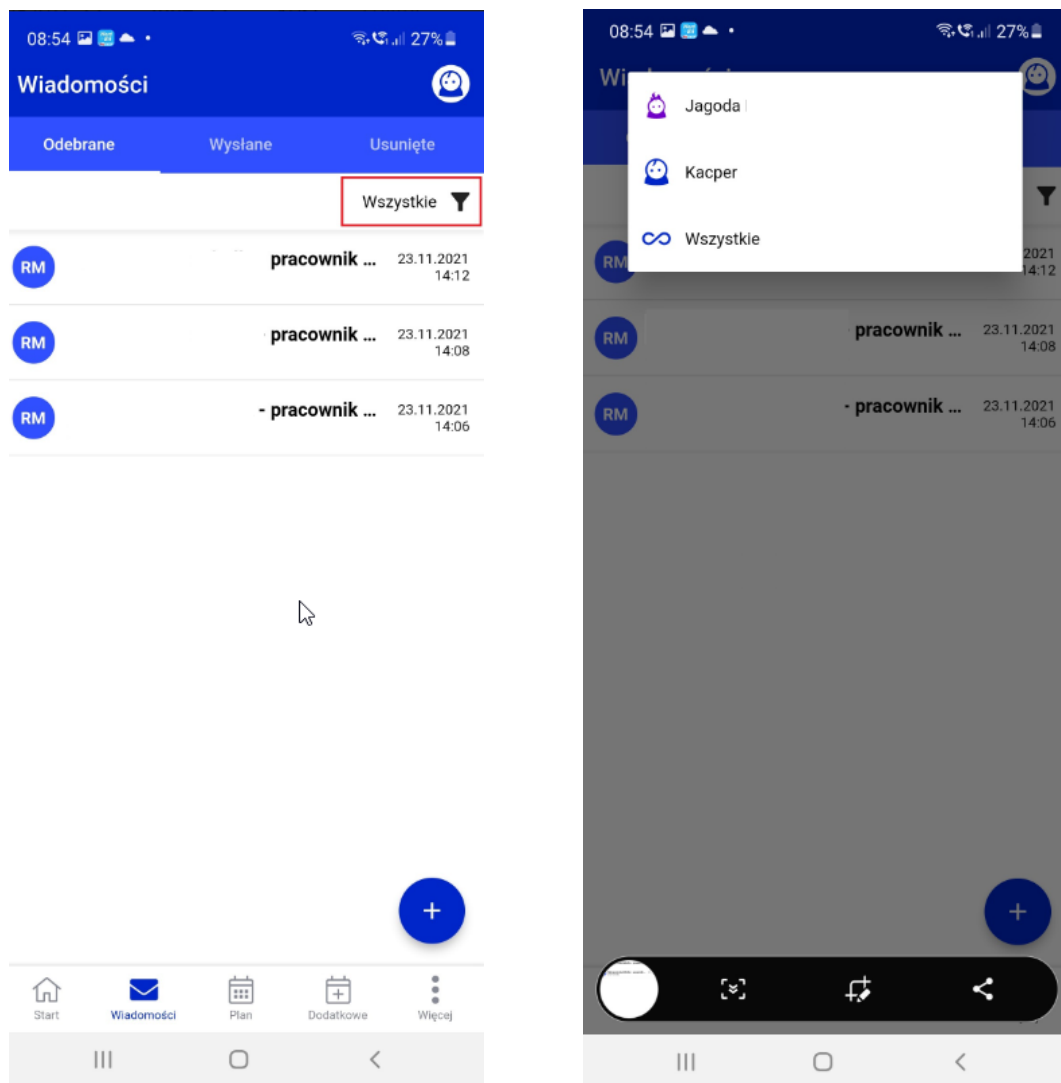 08:54 27%
Wiadomości
Odebrane Wysłane Usunięte
Wszystkie
RM pracownik ... 23.11.2021
14:12
RM pracownik ... 23.11.2021
14:08
RM - pracownik ... 23.11.2021
14:06
+
Start Wiadomości Plan Dodatkowe Więcej
08:54 27%
Wi
Jagoda
Kacper
Wszystkie
RM 2021
14:12
RM pracownik ... 23.11.2021
14:08
RM - pracownik ... 23.11.2021
14:06
+